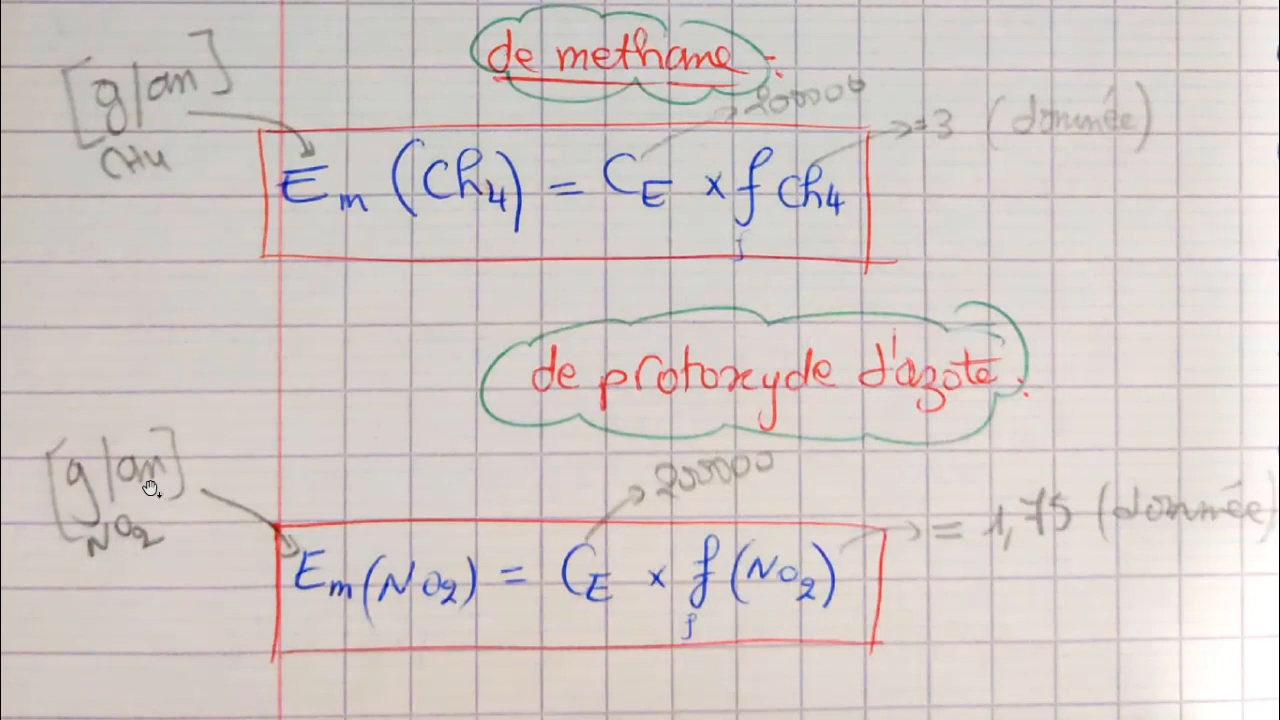 de methane.
[g/an]
CH4
→ 200000
→ = 3 (donnée)
Em (Ch4) = CE × f Ch4
de protoxyde d'azote.
[g/an]
NO2
→ 200000
→ = 1,75 (donnée)
Em(NO2) = CE × f (NO2)